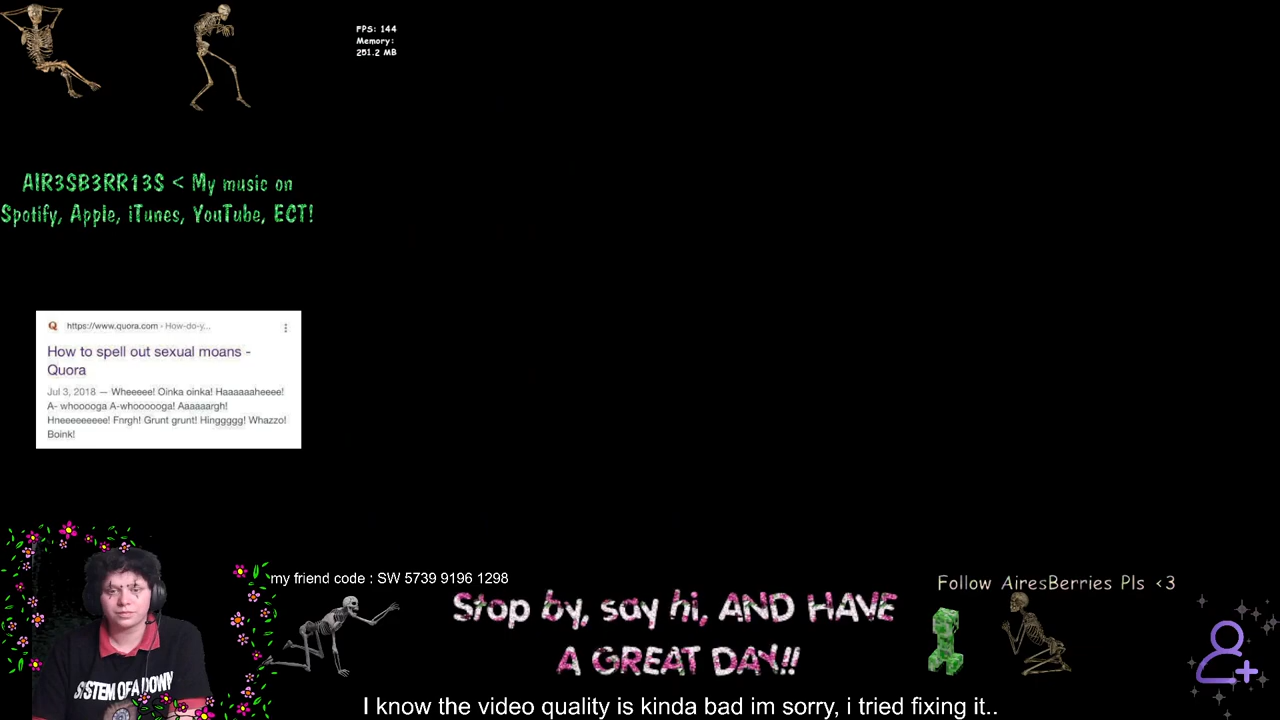 FPS: 144
Memory:
251.2 MB
AIR3SB3RR13S < My music on
Spotify, Apple, iTunes, YouTube, ECT!
Q https://www.quora.com › How-do-y...
How to spell out sexual moans -
Quora
Jul 3, 2018 — Wheeeee! Oinka oinka! Haaaaaaheeee!
A- whooooga A-whoooooga! Aaaaaargh!
Hneeeeeeeee! Fnrgh! Grunt grunt! Hinggggg! Whazzo!
Boink!
my friend code : SW 5739 9196 1298
Stop by, say hi, AND HAVE
A GREAT DAY!!
Follow AiresBerries Pls <3
SYSTEM OF A DOWN
I know the video quality is kinda bad im sorry, i tried fixing it..